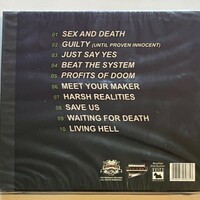 01. SEX AND DEATH
02. GUILTY (UNTIL PROVEN INNOCENT)
03. JUST SAY YES
04. BEAT THE SYSTEM
05. PROFITS OF DOOM
06. MEET YOUR MAKER
07. HARSH REALITIES
08. SAVE US
09. WAITING FOR DEATH
10. LIVING HELL